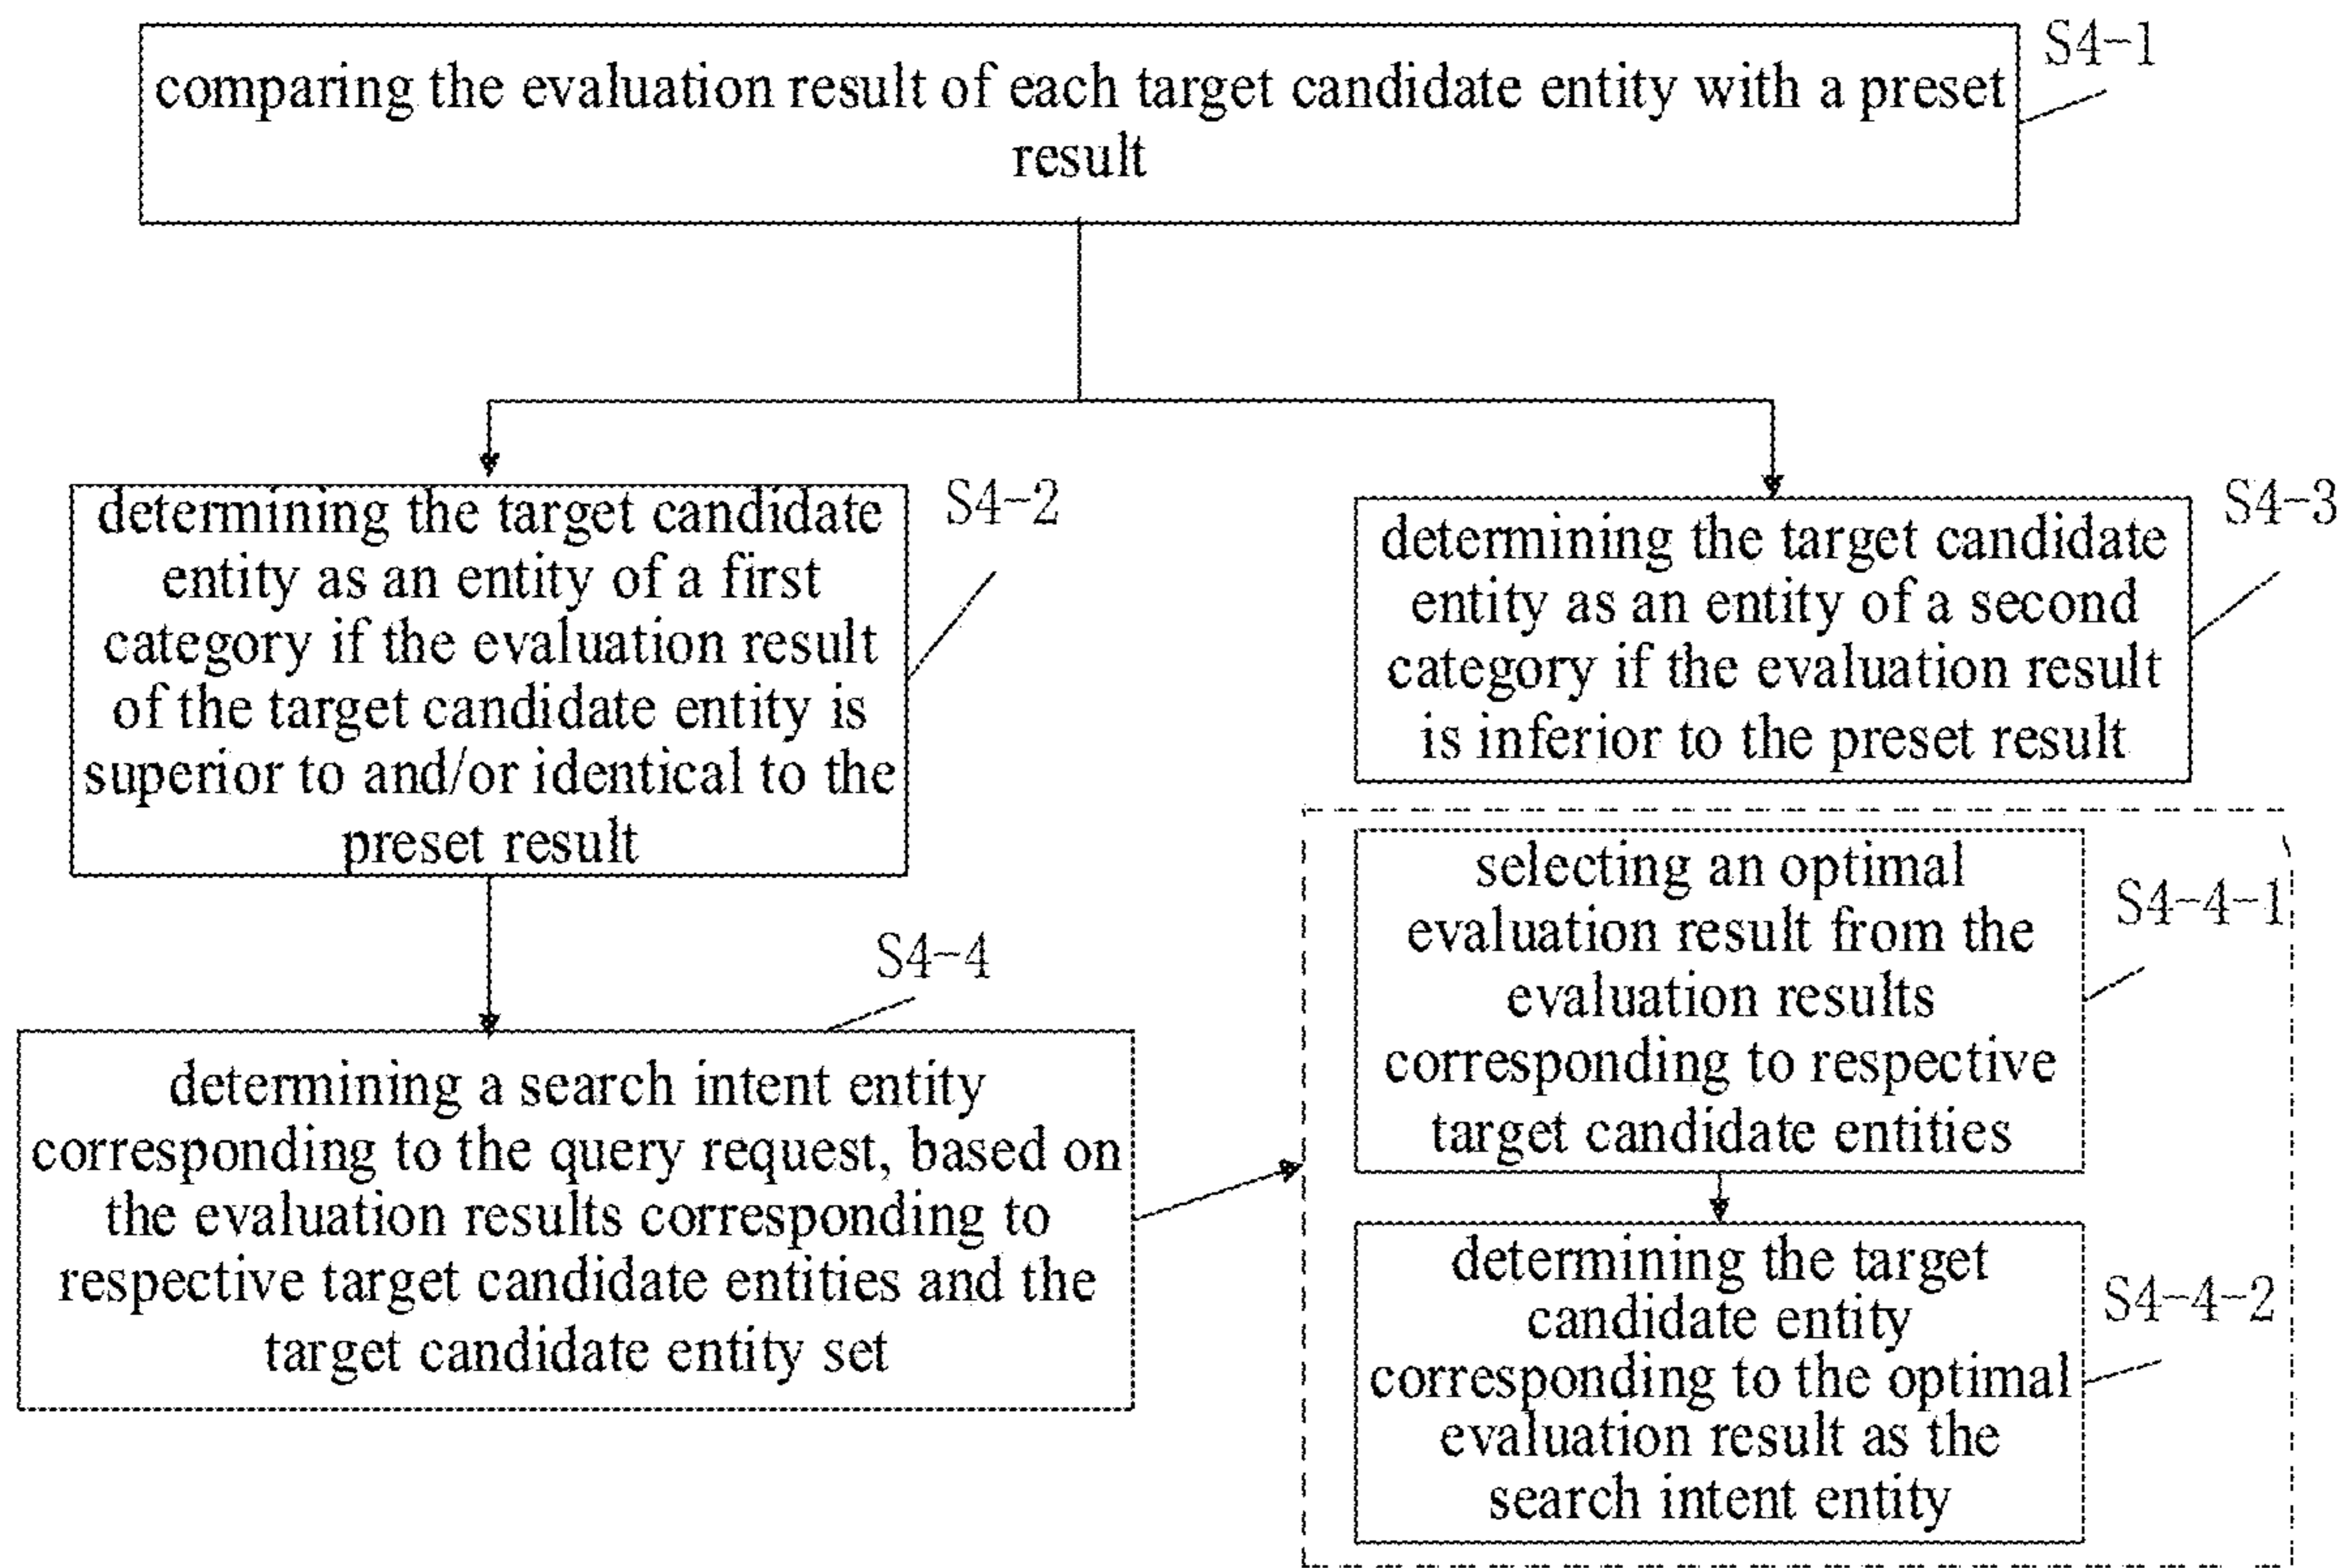 S4-1
comparing the evaluation result of each target candidate entity with a preset
result
S4-2
determining the target candidate
entity as an entity of a first
category if the evaluation result
of the target candidate entity is
superior to and/or identical to the
preset result
S4-3
determining the target candidate
entity as an entity of a second
category if the evaluation result
is inferior to the preset result
S4-4
determining a search intent entity
corresponding to the query request, based on
the evaluation results corresponding to
respective target candidate entities and the
target candidate entity set
S4-4-1
selecting an optimal
evaluation result from the
evaluation results
corresponding to respective
target candidate entities
S4-4-2
determining the target
candidate entity
corresponding to the optimal
evaluation result as the
search intent entity